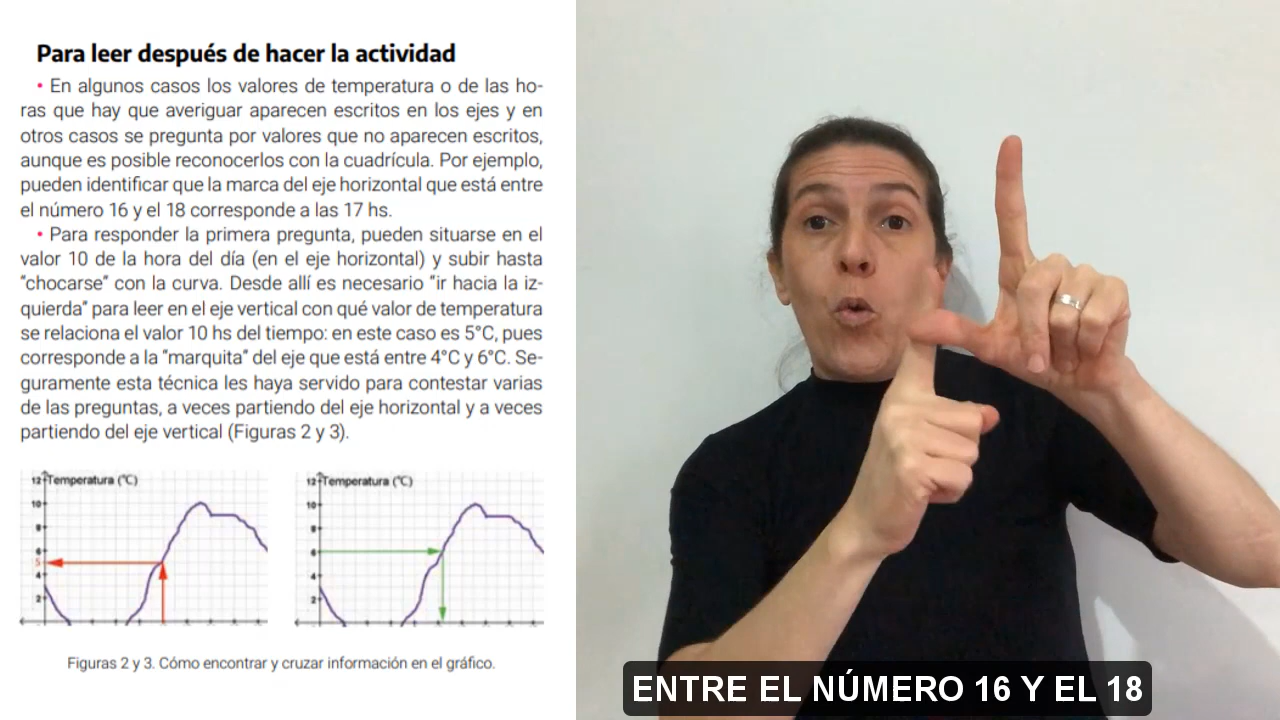 Para leer después de hacer la actividad
• En algunos casos los valores de temperatura o de las ho-
ras que hay que averiguar aparecen escritos en los ejes y en
otros casos se pregunta por valores que no aparecen escritos,
aunque es posible reconocerlos con la cuadrícula. Por ejemplo,
pueden identificar que la marca del eje horizontal que está entre
el número 16 y el 18 corresponde a las 17 hs.
• Para responder la primera pregunta, pueden situarse en el
valor 10 de la hora del día (en el eje horizontal) y subir hasta
“chocarse” con la curva. Desde allí es necesario “ir hacia la iz-
quierda” para leer en el eje vertical con qué valor de temperatura
se relaciona el valor 10 hs del tiempo: en este caso es 5°C, pues
corresponde a la “marquita” del eje que está entre 4°C y 6°C. Se-
guramente esta técnica les haya servido para contestar varias
de las preguntas, a veces partiendo del eje horizontal y a veces
partiendo del eje vertical (Figuras 2 y 3).
12 Temperatura (°C)
10
8
6
5
4
2
12 Temperatura (°C)
10
8
6
4
2
Figuras 2 y 3. Cómo encontrar y cruzar información en el gráfico.
ENTRE EL NÚMERO 16 Y EL 18